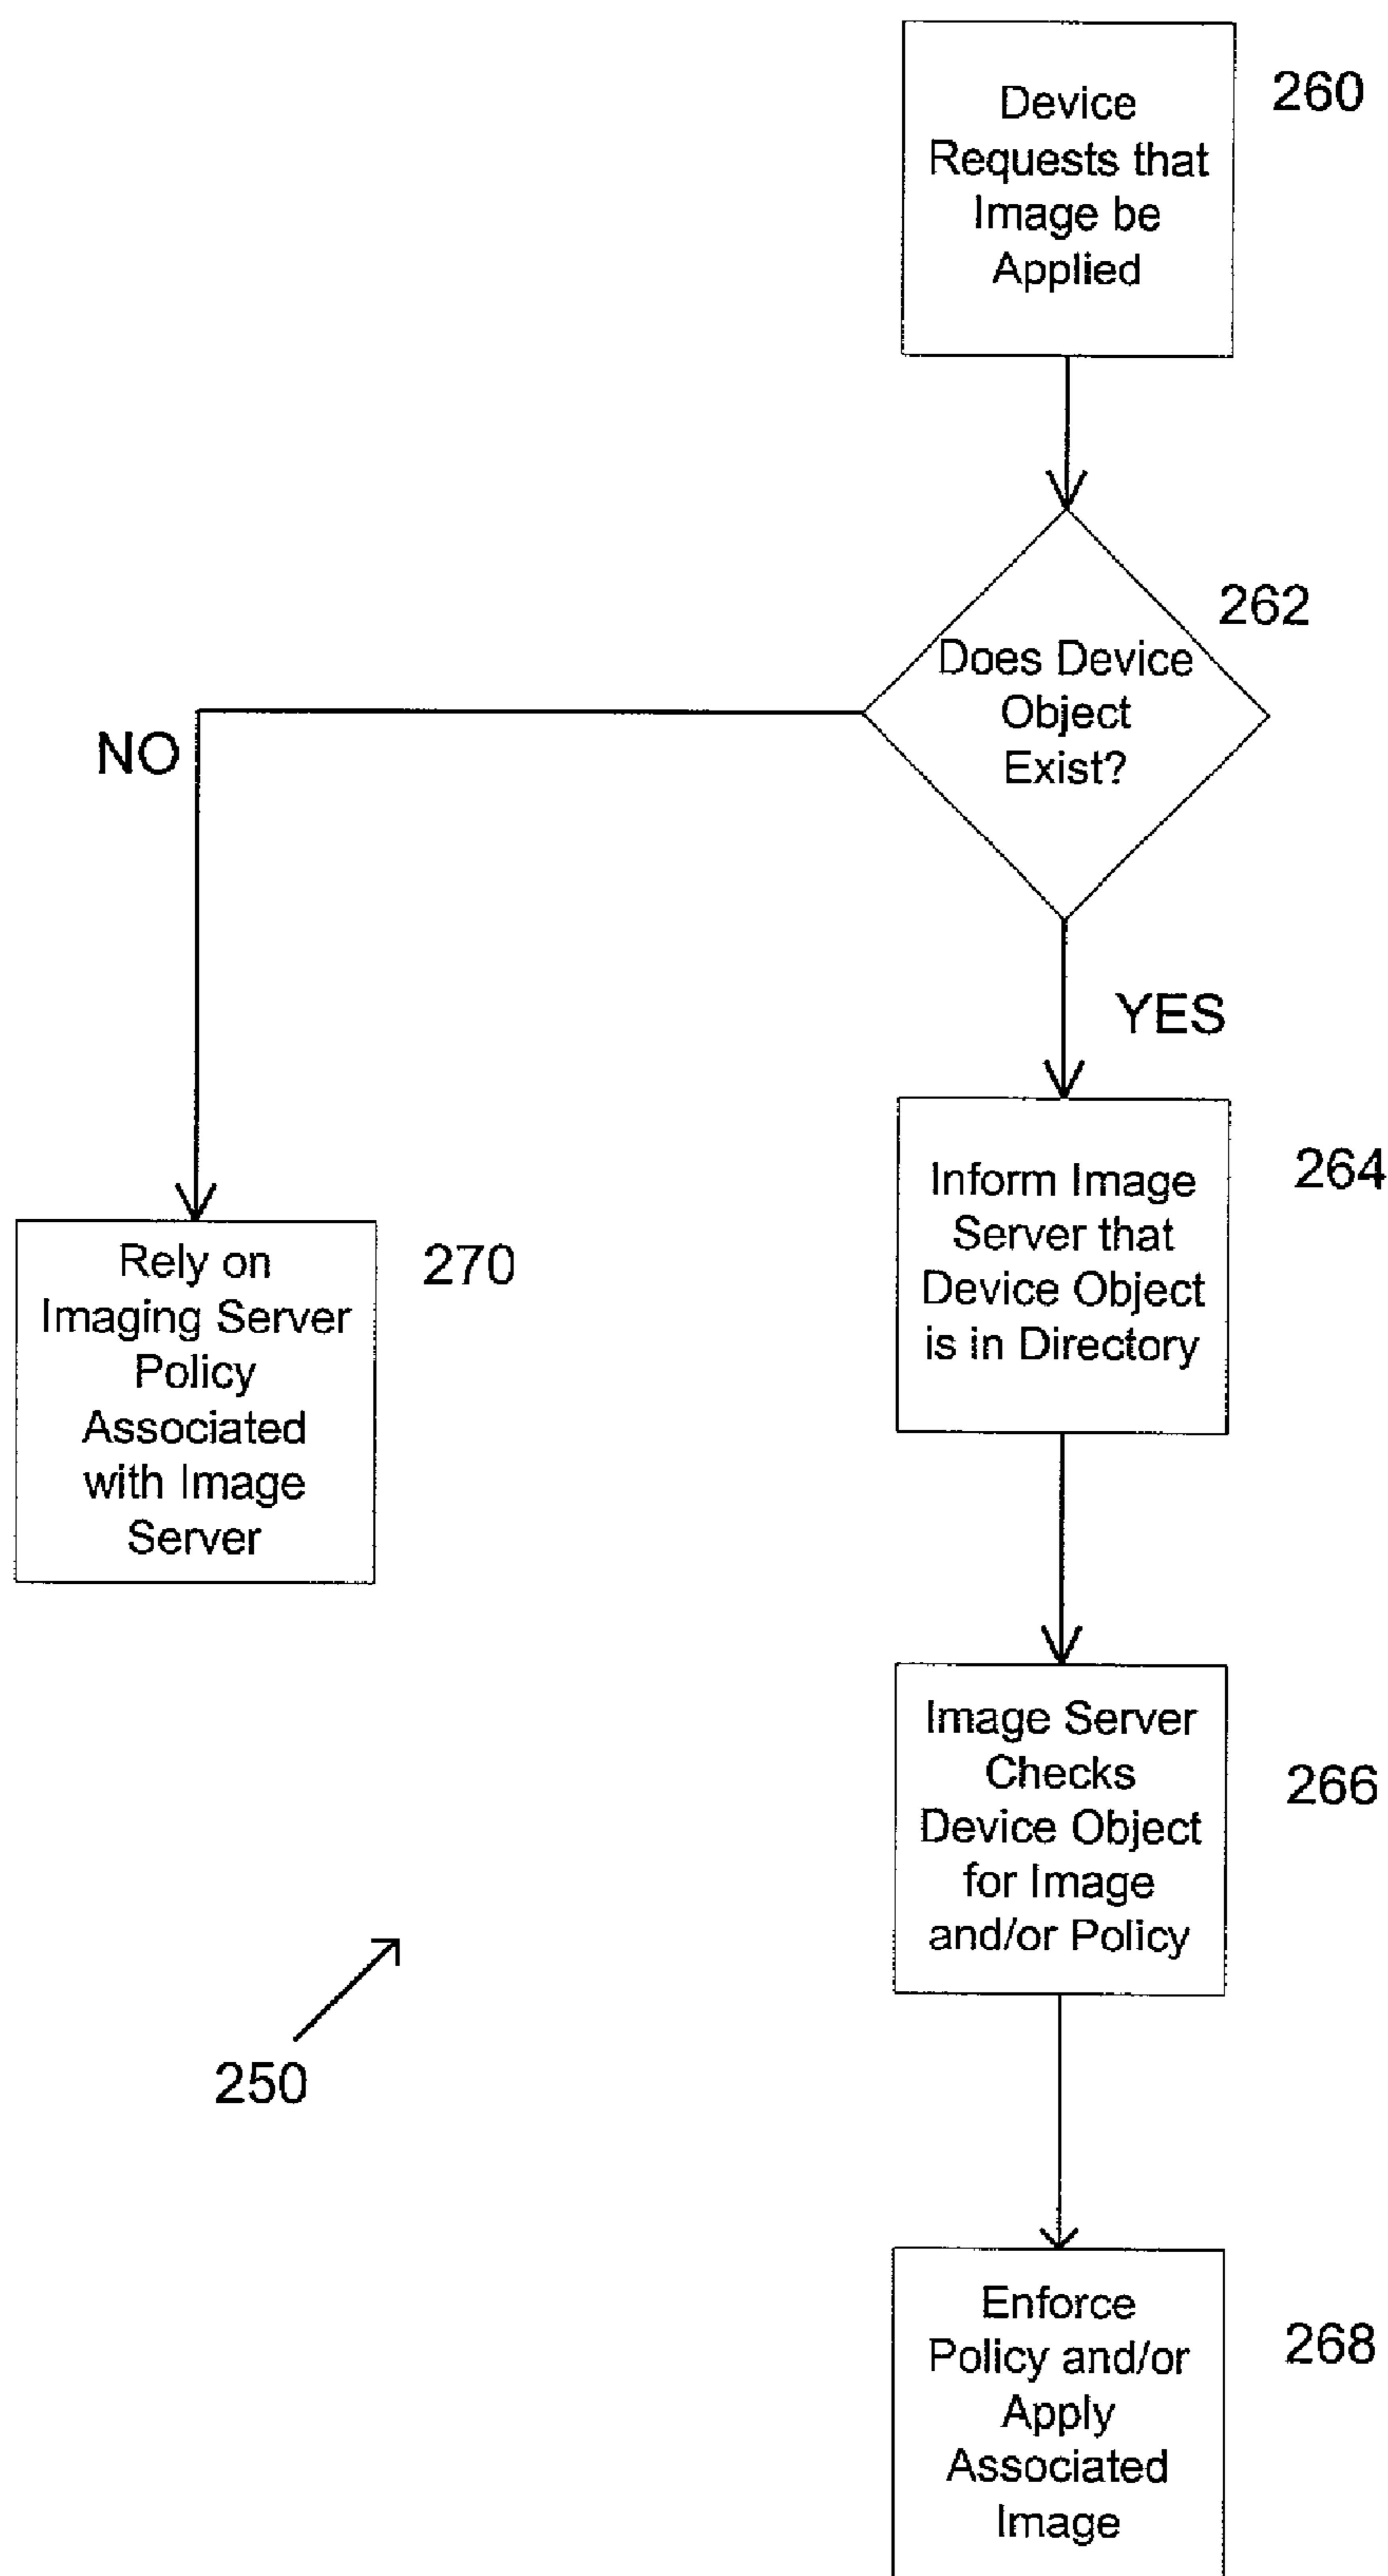 Device
Requests that
Image be
Applied
260
Does Device
Object
Exist?
262
NO
YES
Inform Image
Server that
Device Object
is in Directory
264
Rely on
Imaging Server
Policy
Associated
with Image
Server
270
Image Server
Checks
Device Object
for Image
and/or Policy
266
250
Enforce
Policy and/or
Apply
Associated
Image
268